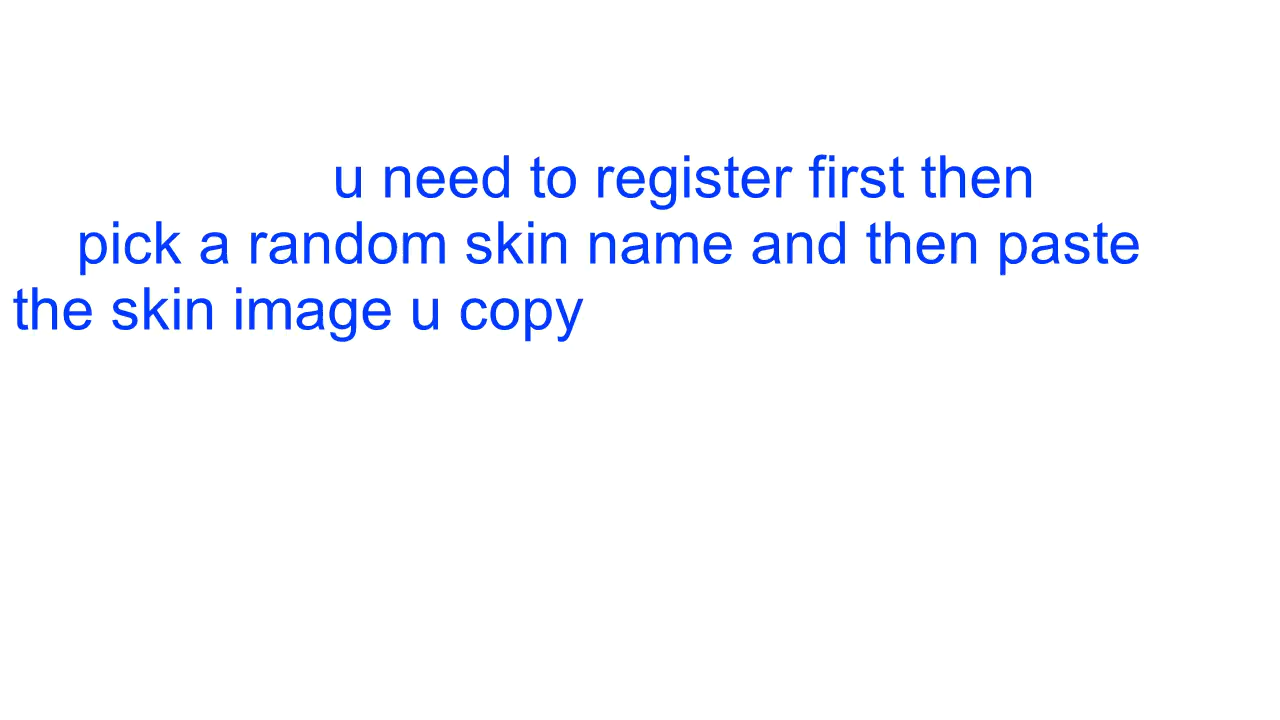 u need to register first then
pick a random skin name and then paste
the skin image u copy